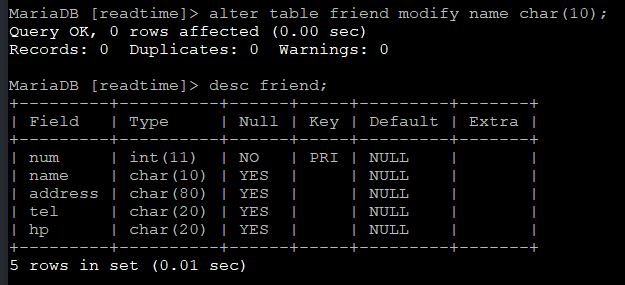 MariaDB [readtime]> alter table friend modify name char(10);
Query OK, 0 rows affected (0.00 sec)
Records: 0  Duplicates: 0  Warnings: 0

MariaDB [readtime]> desc friend;
+---------+----------+------+-----+---------+-------+
| Field   | Type     | Null | Key | Default | Extra |
+---------+----------+------+-----+---------+-------+
| num     | int(11)  | NO   | PRI | NULL    |       |
| name    | char(10) | YES  |     | NULL    |       |
| address | char(80) | YES  |     | NULL    |       |
| tel     | char(20) | YES  |     | NULL    |       |
| hp      | char(20) | YES  |     | NULL    |       |
+---------+----------+------+-----+---------+-------+
5 rows in set (0.01 sec)